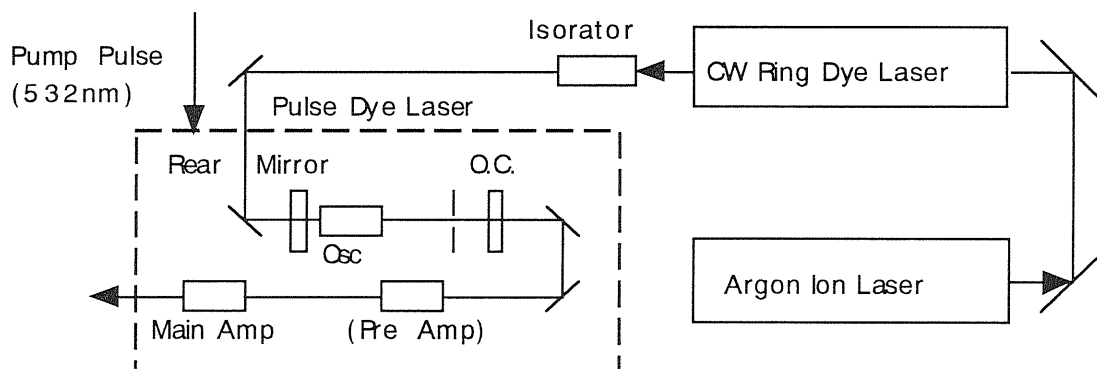 Isorator
Pump Pulse
(532nm)
CW Ring Dye Laser
Pulse Dye Laser
Rear Mirror
O.C.
Osc
Argon Ion Laser
Main Amp
(Pre Amp)